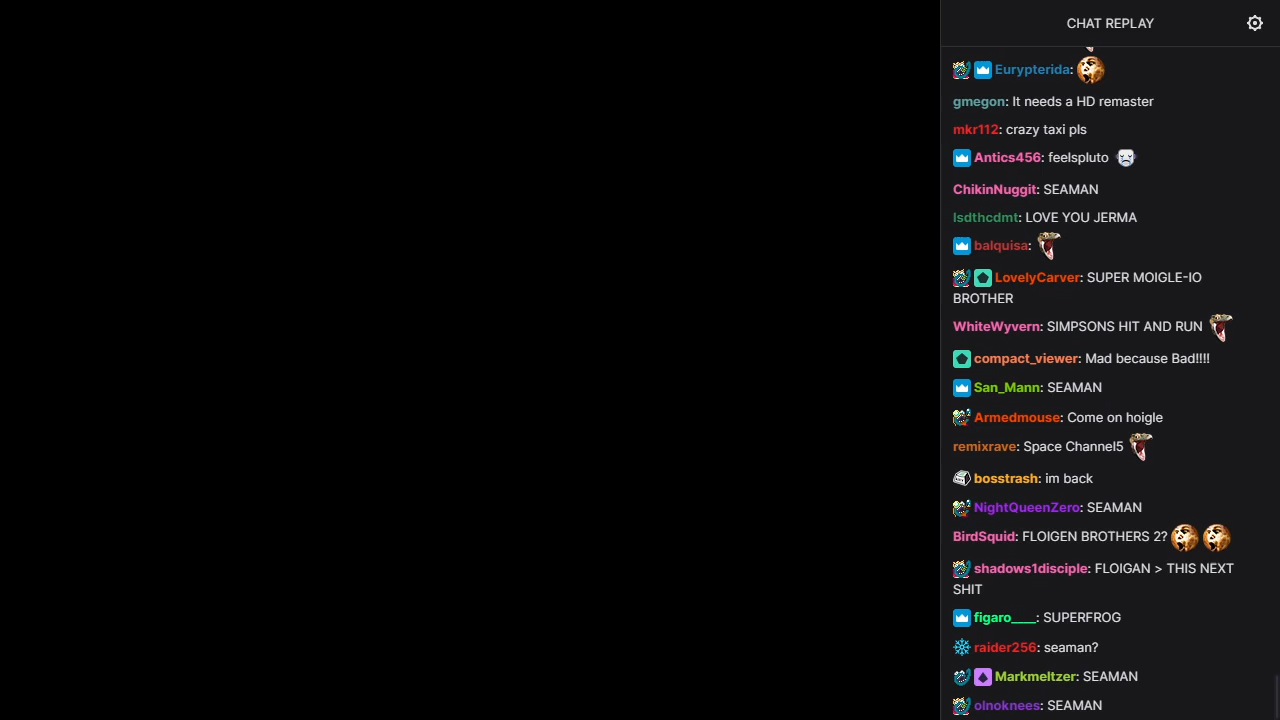 CHAT REPLAY
Eurypterida:
gmegon: It needs a HD remaster
mkr112: crazy taxi pls
Antics456: feelspluto
ChikinNuggit: SEAMAN
lsdthcdmt: LOVE YOU JERMA
balquisa:
LovelyCarver: SUPER MOIGLE-IO
BROTHER
WhiteWyvern: SIMPSONS HIT AND RUN
compact_viewer: Mad because Bad!!!!
San_Mann: SEAMAN
Armedmouse: Come on hoigle
remixrave: Space Channel5
bosstrash: im back
NightQueenZero: SEAMAN
BirdSquid: FLOIGEN BROTHERS 2?
shadows1disciple: FLOIGAN > THIS NEXT
SHIT
figaro____: SUPERFROG
raider256: seaman?
Markmeltzer: SEAMAN
olnoknees: SEAMAN